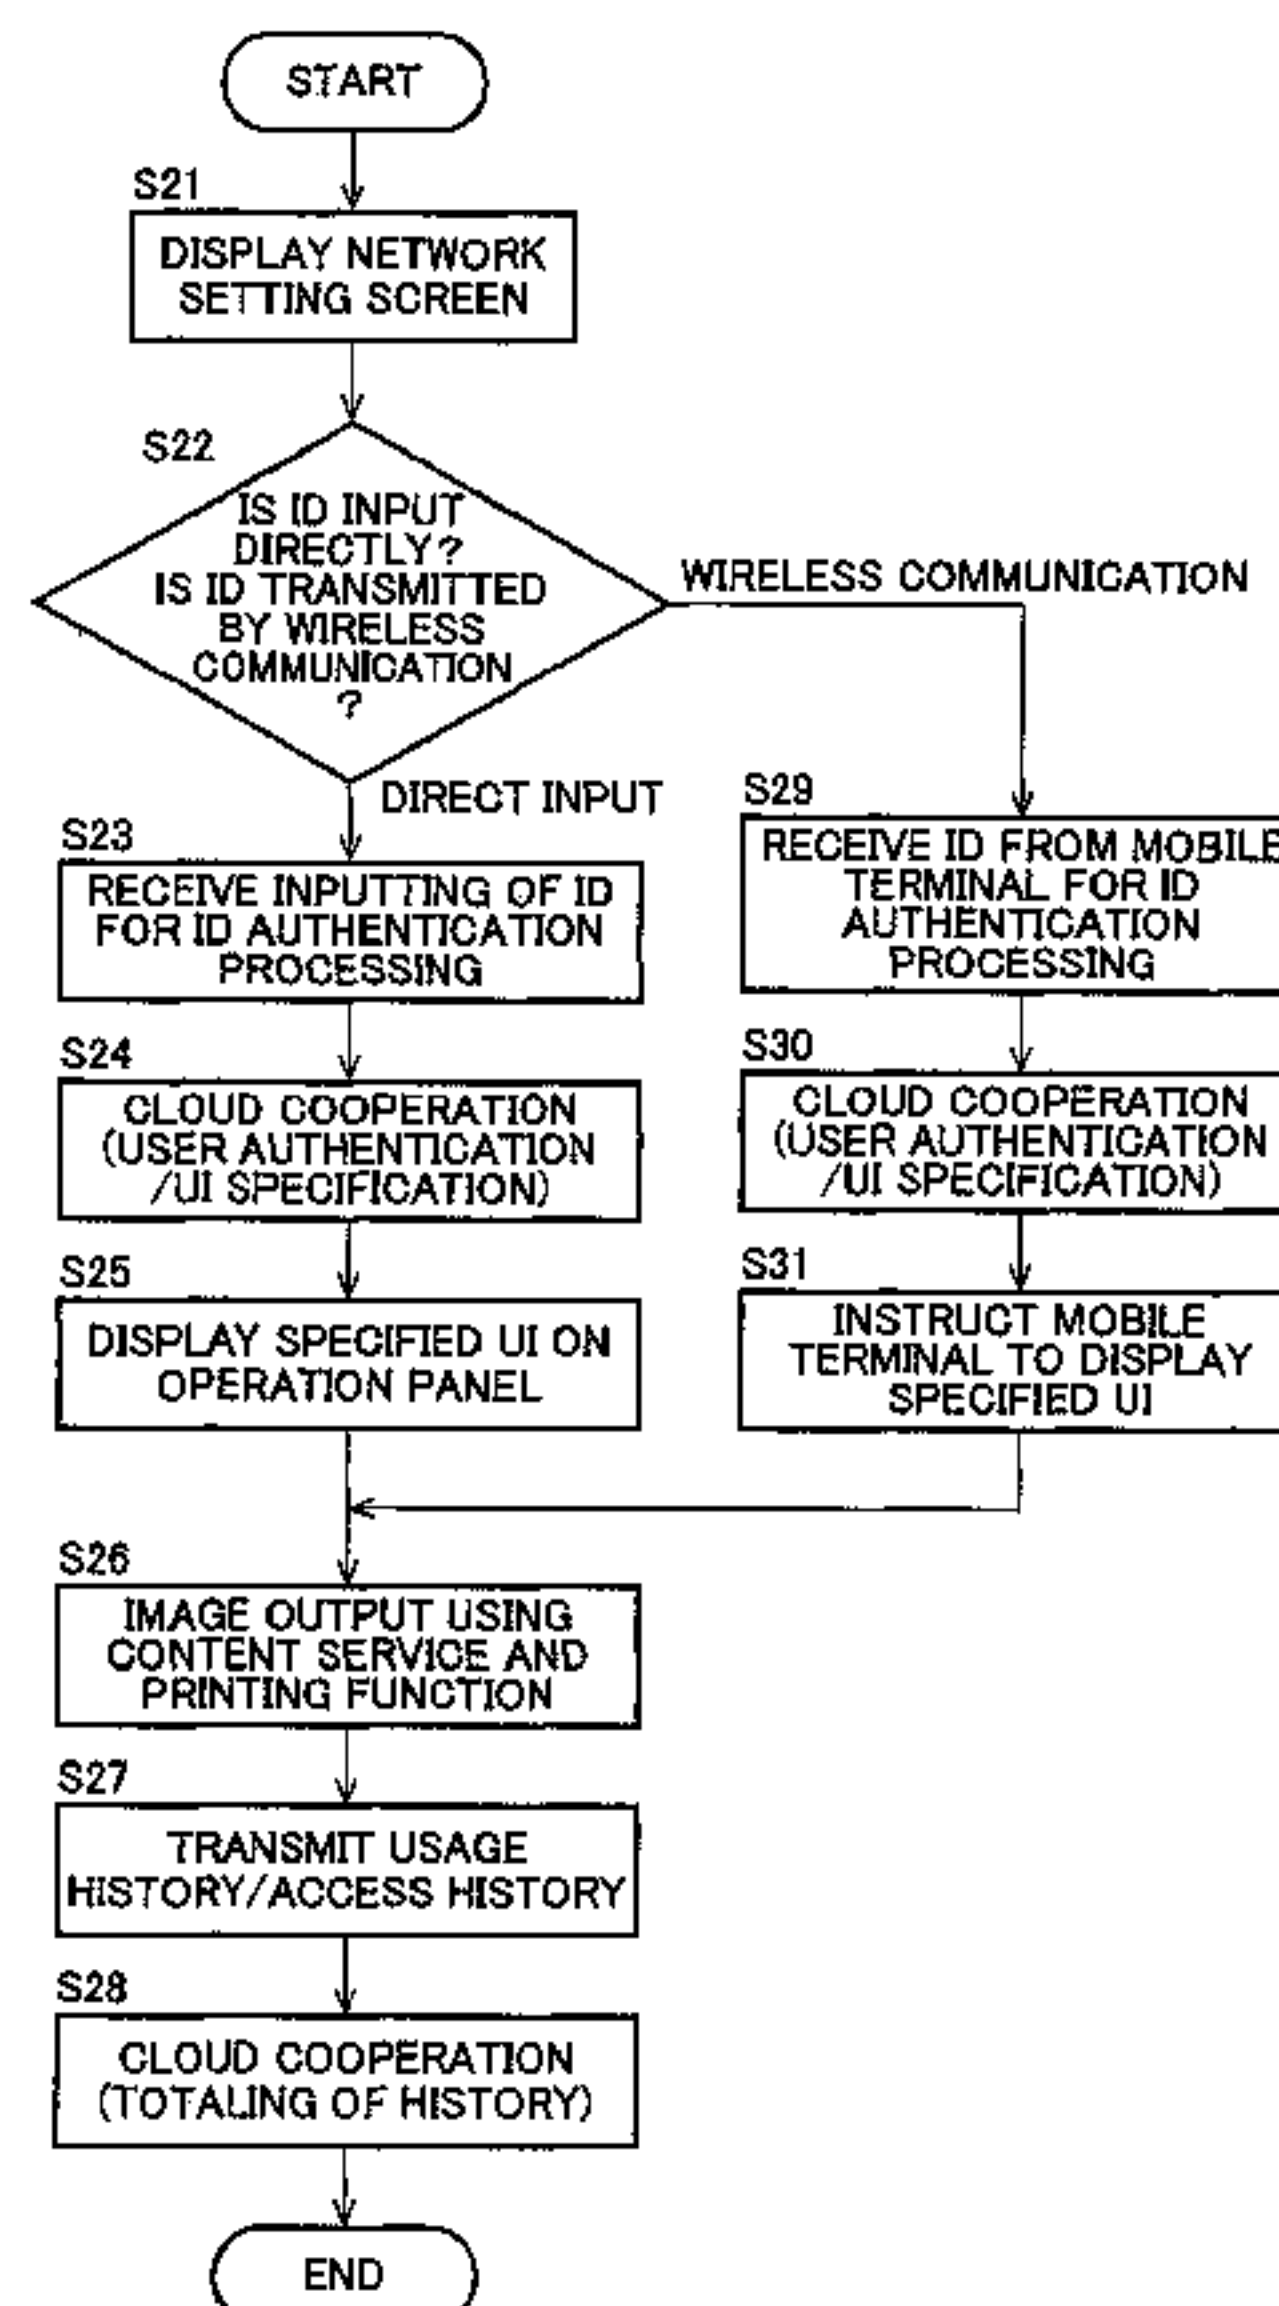 START
S21
DISPLAY NETWORK
SETTING SCREEN
S22
IS ID INPUT
DIRECTLY?
IS ID TRANSMITTED
BY WIRELESS
COMMUNICATION
?
WIRELESS COMMUNICATION
DIRECT INPUT
S23
RECEIVE INPUTTING OF ID
FOR ID AUTHENTICATION
PROCESSING
S24
CLOUD COOPERATION
(USER AUTHENTICATION
/UI SPECIFICATION)
S25
DISPLAY SPECIFIED UI ON
OPERATION PANEL
S29
RECEIVE ID FROM MOBILE
TERMINAL FOR ID
AUTHENTICATION
PROCESSING
S30
CLOUD COOPERATION
(USER AUTHENTICATION
/UI SPECIFICATION)
S31
INSTRUCT MOBILE
TERMINAL TO DISPLAY
SPECIFIED UI
S26
IMAGE OUTPUT USING
CONTENT SERVICE AND
PRINTING FUNCTION
S27
TRANSMIT USAGE
HISTORY/ACCESS HISTORY
S28
CLOUD COOPERATION
(TOTALING OF HISTORY)
END